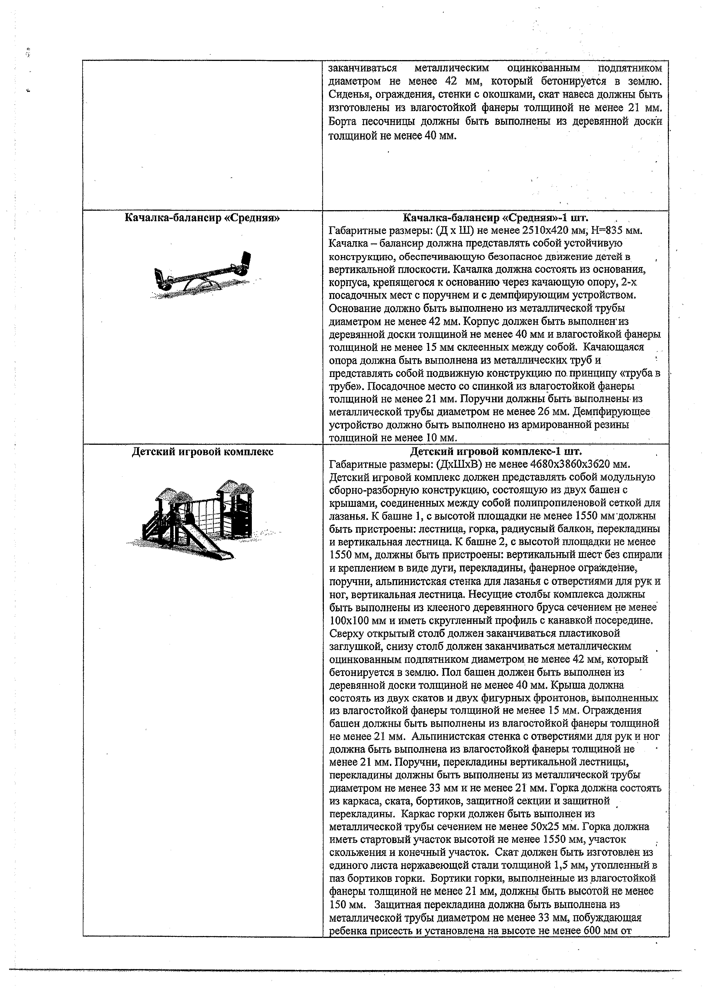 заканчиваться металлическим оцинкованным подпятником
диаметром не менее 42 мм, который бетонируется в землю.
Сиденья, ограждения, стенки с окошками, скат навеса должны быть
изготовлены из влагостойкой фанеры толщиной не менее 21 мм.
Борта песочницы должны быть выполнены из деревянной доски
толщиной не менее 40 мм.
Качалка-балансир «Средняя»
Качалка-балансир «Средняя»-1 шт.
Габаритные размеры: (Д х Ш) не менее 2510х420 мм, Н=835 мм.
Качалка – балансир должна представлять собой устойчивую
конструкцию, обеспечивающую безопасное движение детей в
вертикальной плоскости. Качалка должна состоять из основания,
корпуса, крепящегося к основанию через качающую опору, 2-х
посадочных мест с поручнем и с демпфирующим устройством.
Основание должно быть выполнено из металлической трубы
диаметром не менее 42 мм. Корпус должен быть выполнен из
деревянной доски толщиной не менее 40 мм и влагостойкой фанеры
толщиной не менее 15 мм склеенных между собой. Качающаяся
опора должна быть выполнена из металлических труб и
представлять собой подвижную конструкцию по принципу «труба в
трубе». Посадочное место со спинкой из влагостойкой фанеры
толщиной не менее 21 мм. Поручни должны быть выполнены из
металлической трубы диаметром не менее 26 мм. Демпфирующее
устройство должно быть выполнено из армированной резины
толщиной не менее 10 мм.
Детский игровой комплекс
Детский игровой комплекс-1 шт.
Габаритные размеры: (ДхШхВ) не менее 4680х3860х3620 мм.
Детский игровой комплекс должен представлять собой модульную
сборно-разборную конструкцию, состоящую из двух башен с
крышами, соединенных между собой полипропиленовой сеткой для
лазанья. К башне 1, с высотой площадки не менее 1550 мм должны
быть пристроены: лестница, горка, радиусный балкон, перекладины
и вертикальная лестница. К башне 2, с высотой площадки не менее
1550 мм, должны быть пристроены: вертикальный шест без спирали
и креплением в виде дуги, перекладины, фанерное ограждение,
поручни, альпинистская стенка для лазанья с отверстиями для рук и
ног, вертикальная лестница. Несущие столбы комплекса должны
быть выполнены из клееного деревянного бруса сечением не менее
100х100 мм и иметь скругленный профиль с канавкой посередине.
Сверху открытый столб должен заканчиваться пластиковой
заглушкой, снизу столб должен заканчиваться металлическим
оцинкованным подпятником диаметром не менее 42 мм, который
бетонируется в землю. Пол башен должен быть выполнен из
деревянной доски толщиной не менее 40 мм. Крыша должна
состоять из двух скатов и двух фигурных фронтонов, выполненных
из влагостойкой фанеры толщиной не менее 15 мм. Ограждения
башен должны быть выполнены из влагостойкой фанеры толщиной
не менее 21 мм. Альпинистская стенка с отверстиями для рук и ног
должна быть выполнена из влагостойкой фанеры толщиной не
менее 21 мм. Поручни, перекладины вертикальной лестницы,
перекладины должны быть выполнены из металлической трубы
диаметром не менее 33 мм и не менее 21 мм. Горка должна состоять
из каркаса, ската, бортиков, защитной секции и защитной
перекладины. Каркас горки должен быть выполнен из
металлической трубы сечением не менее 50х25 мм. Горка должна
иметь стартовый участок высотой не менее 1550 мм, участок
скольжения и конечный участок. Скат должен быть изготовлен из
единого листа нержавеющей стали толщиной 1,5 мм, утопленный в
паз бортиков горки. Бортики горки, выполненные из влагостойкой
фанеры толщиной не менее 21 мм, должны быть высотой не менее
150 мм. Защитная перекладина должна быть выполнена из
металлической трубы диаметром не менее 33 мм, побуждающая
ребенка присесть и установлена на высоте не менее 600 мм от